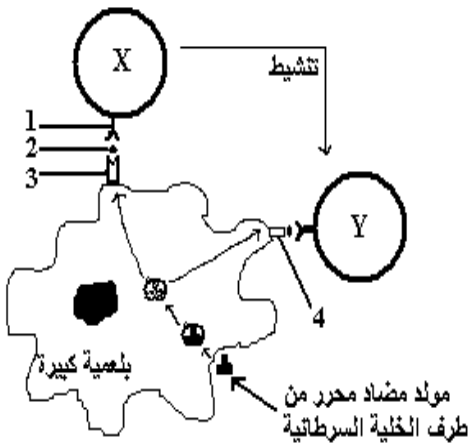 X
تنشيط
1
2
3
Y
4
بلعمية كبيرة
مولد مضاد محرر من
طرف الخلية السرطانية